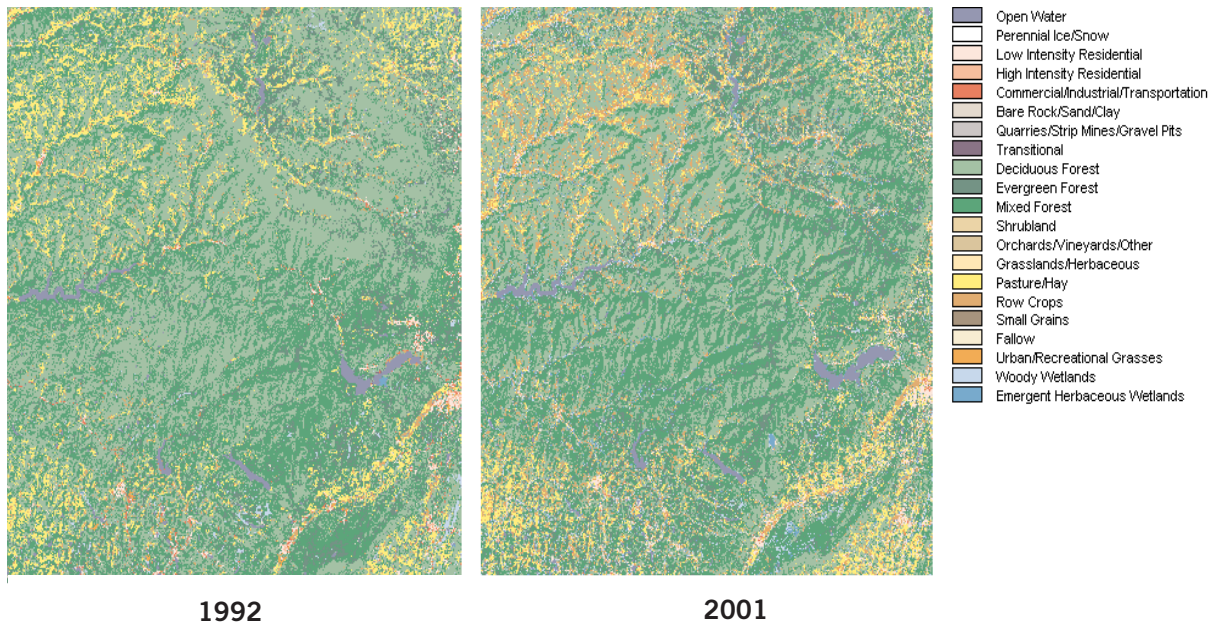 Open Water
Perennial Ice/Snow
Low Intensity Residential
High Intensity Residential
Commercial/Industrial/Transportation
Bare Rock/Sand/Clay
Quarries/Strip Mines/Gravel Pits
Transitional
Deciduous Forest
Evergreen Forest
Mixed Forest
Shrubland
Orchards/Vineyards/Other
Grasslands/Herbaceous
Pasture/Hay
Row Crops
Small Grains
Fallow
Urban/Recreational Grasses
Woody Wetlands
Emergent Herbaceous Wetlands
1992
2001